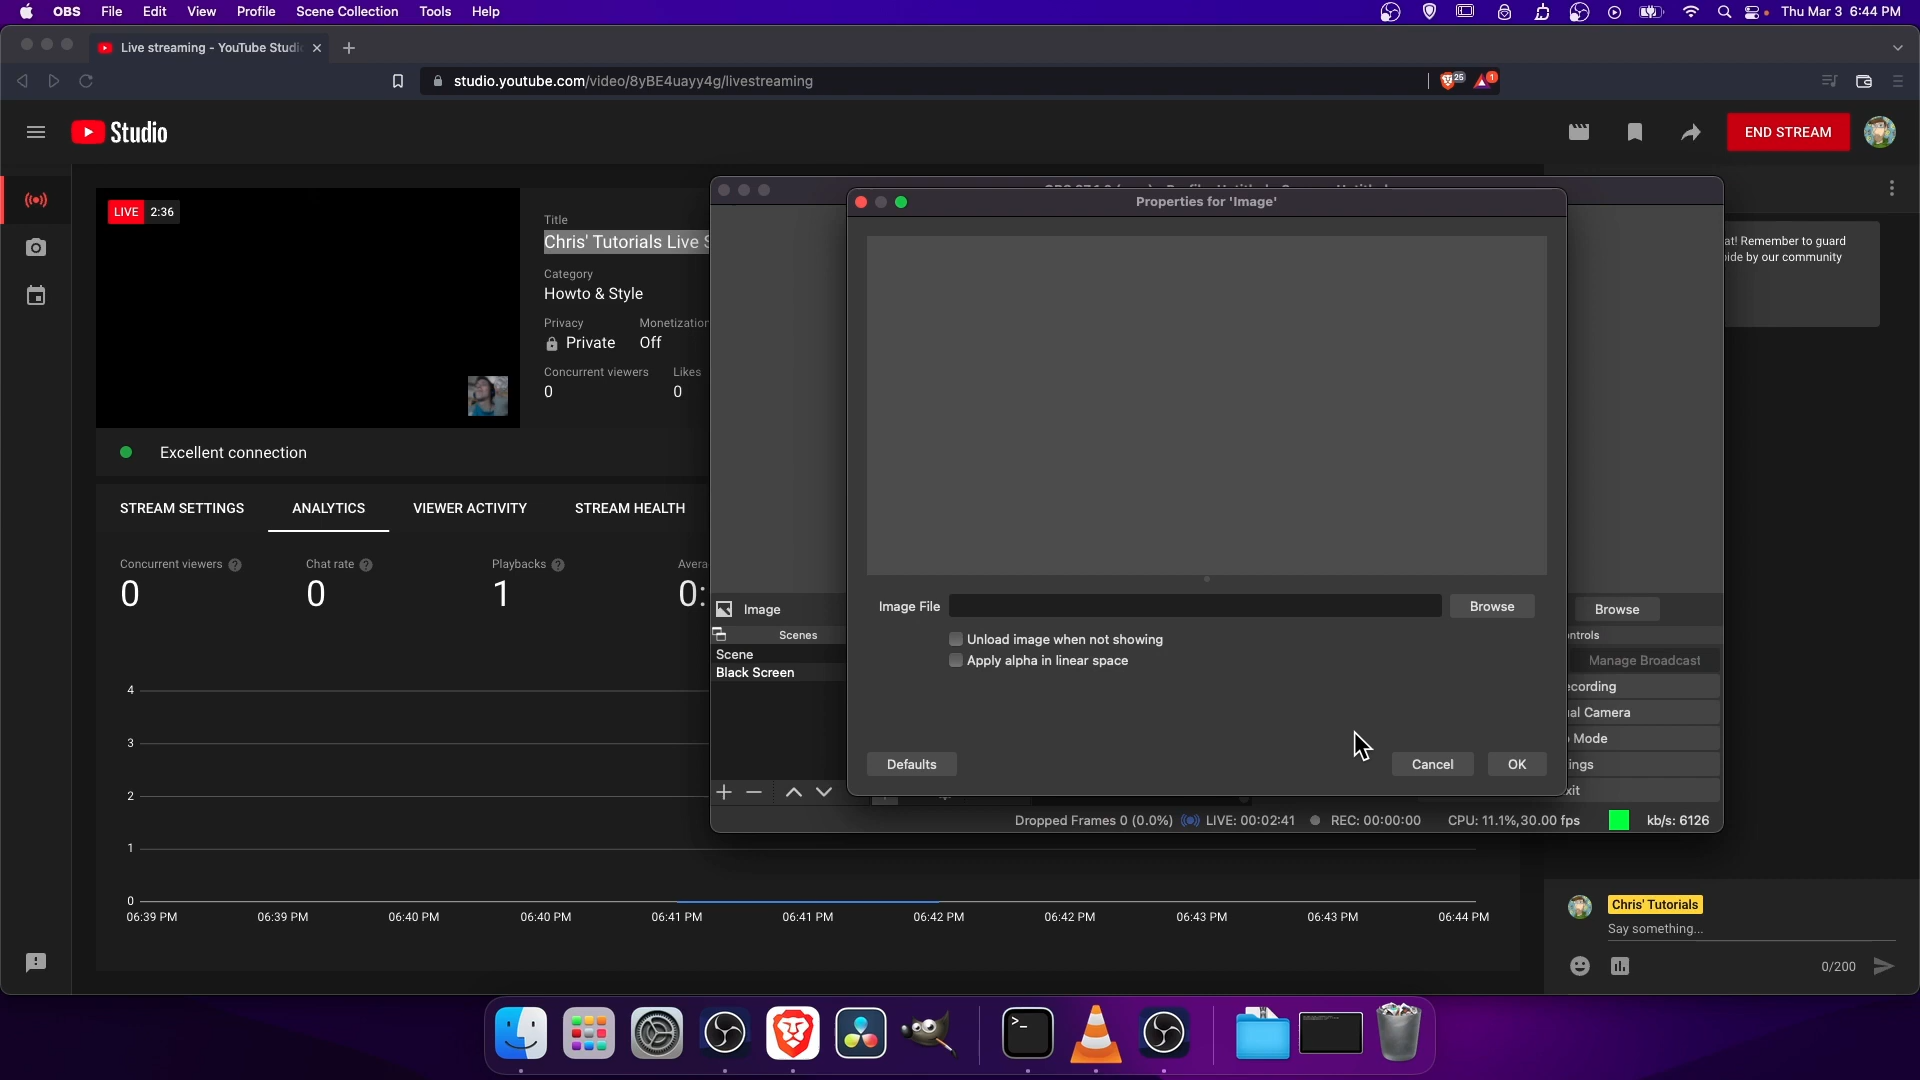 OBS File Edit View Profile Scene Collection Tools Help
Thu Mar 3 6:44 PM
Live streaming - YouTube Studi
studio.youtube.com/video/8yBE4uayy4g/livestreaming
25
1
Studio
END STREAM
LIVE 2:36
Title
Chris' Tutorials Live S
Category
Howto & Style
Privacy Monetization
Private Off
Concurrent viewers Likes
0 0
Excellent connection
STREAM SETTINGS ANALYTICS VIEWER ACTIVITY STREAM HEALTH
Concurrent viewers ? Chat rate ? Playbacks ? Avera
0 0 1 0:
4
3
2
1
0
06:39 PM 06:39 PM 06:40 PM 06:40 PM 06:41 PM 06:41 PM 06:42 PM 06:42 PM 06:43 PM 06:43 PM 06:44 PM
Properties for 'Image'
Image File Browse
Unload image when not showing
Apply alpha in linear space
Defaults Cancel OK
Image
Scenes
Scene
Black Screen
Browse
ntrols
Manage Broadcast
ecording
al Camera
Mode
ings
xit
Dropped Frames 0 (0.0%) LIVE: 00:02:41 REC: 00:00:00 CPU: 11.1%,30.00 fps kb/s: 6126
at! Remember to guard
ide by our community
Chris' Tutorials
Say something...
0/200